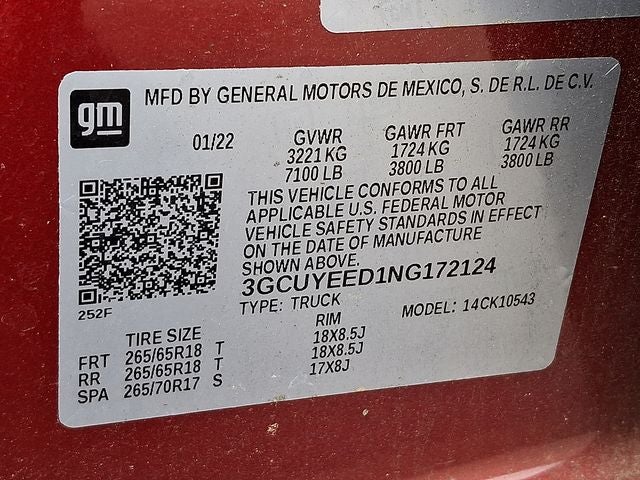 gm
MFD BY GENERAL MOTORS DE MEXICO, S. DE R.L. DE C.V.
01/22 GVWR GAWR FRT GAWR RR
3221 KG 1724 KG 1724 KG
7100 LB 3800 LB 3800 LB
THIS VEHICLE CONFORMS TO ALL
APPLICABLE U.S. FEDERAL MOTOR
VEHICLE SAFETY STANDARDS IN EFFECT
ON THE DATE OF MANUFACTURE
SHOWN ABOVE.
3GCUYEED1NG172124
252F
TYPE: TRUCK MODEL: 14CK10543
TIRE SIZE RIM
FRT 265/65R18 T 18X8.5J
RR 265/65R18 T 18X8.5J
SPA 265/70R17 S 17X8J